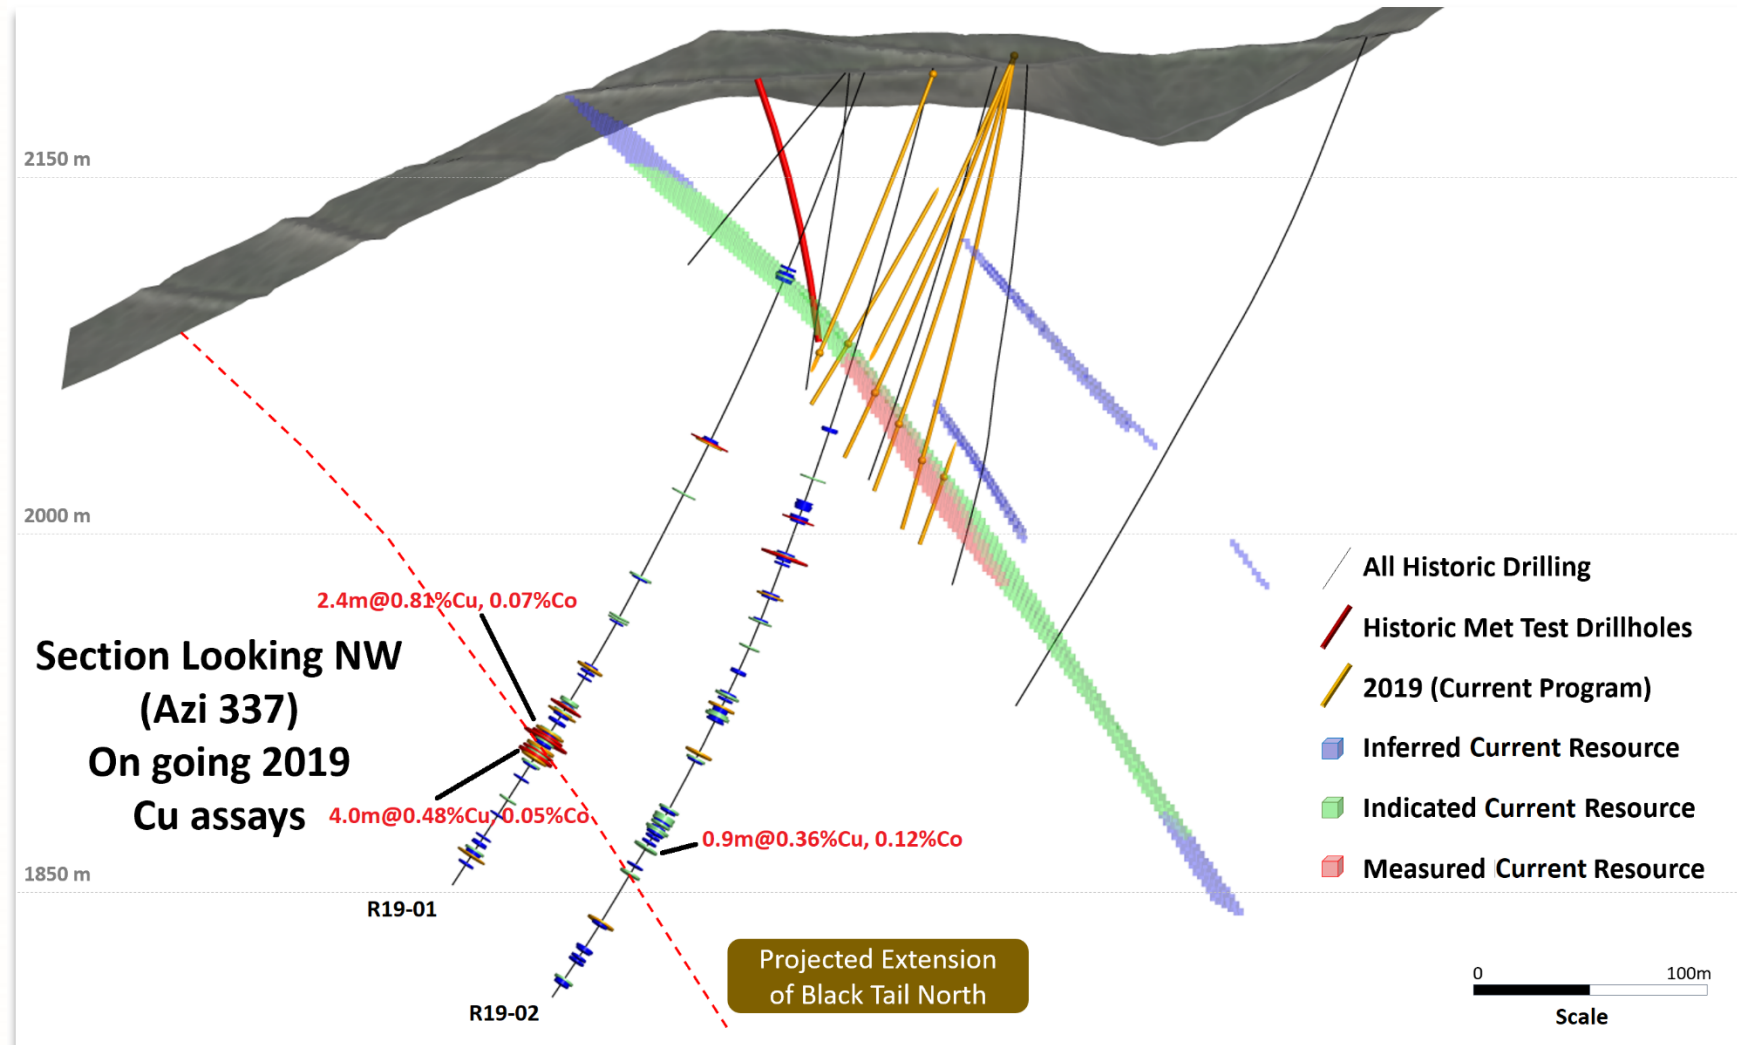 2150 m
2000 m
2.4m@0.81%Cu, 0.07%Co
Section Looking NW
(Azi 337)
On going 2019
Cu assays
4.0m@0.48%Cu, 0.05%Co
0.9m@0.36%Cu, 0.12%Co
1850 m
R19-01
R19-02
Projected Extension
of Black Tail North
All Historic Drilling
Historic Met Test Drillholes
2019 (Current Program)
Inferred Current Resource
Indicated Current Resource
Measured Current Resource
0 100m
Scale